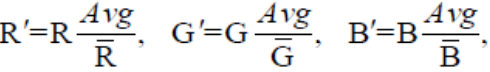 R′=R Avg/R̅, G′=G Avg/G̅, B′=B Avg/B̅,